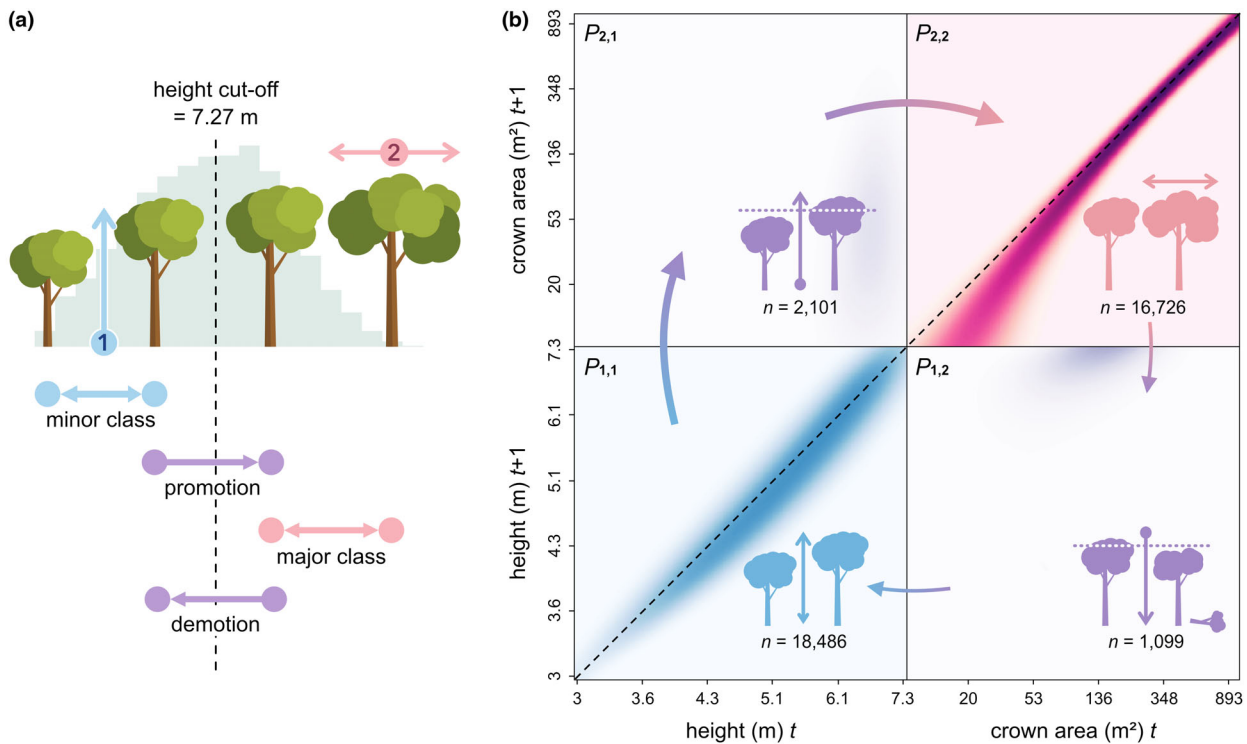 (a)
height cut-off
= 7.27 m
2
1
minor class
promotion
major class
demotion
(b)
P2,1
P2,2
P1,1
P1,2
crown area (m²) t+1
893
348
136
53
20
height (m) t+1
7.3
6.1
5.1
4.3
3.6
3
n = 2,101
n = 16,726
n = 18,486
n = 1,099
3 3.6 4.3 5.1 6.1 7.3 20 53 136 348 893
height (m) t
crown area (m²) t